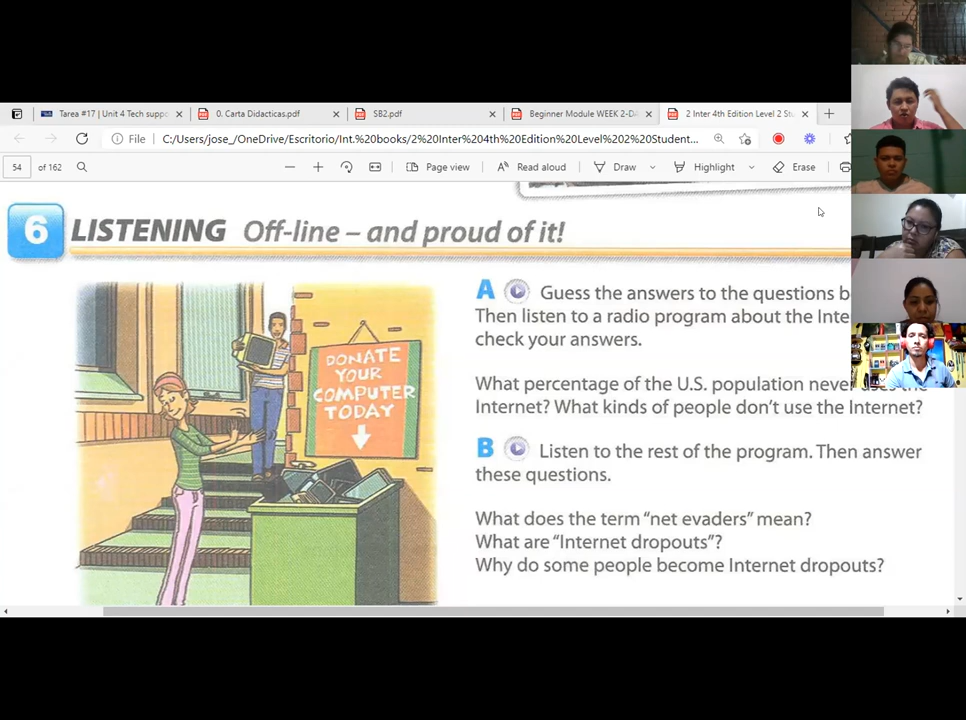 Tarea #17 | Unit 4 Tech suppo
0. Carta Didacticas.pdf
SB2.pdf
Beginner Module WEEK 2-DA
2 Inter 4th Edition Level 2 Stu
File
C:/Users/jose_/OneDrive/Escritorio/Int.%20books/2%20Inter%204th%20Edition%20Level%202%20Student...
54
of 162
Page view
Read aloud
Draw
Highlight
Erase
6 LISTENING Off-line – and proud of it!
DONATE
YOUR
COMPUTER
TODAY
A Guess the answers to the questions b
Then listen to a radio program about the Inte
check your answers.
What percentage of the U.S. population never uses the
Internet? What kinds of people don't use the Internet?
B Listen to the rest of the program. Then answer
these questions.
What does the term "net evaders" mean?
What are "Internet dropouts"?
Why do some people become Internet dropouts?